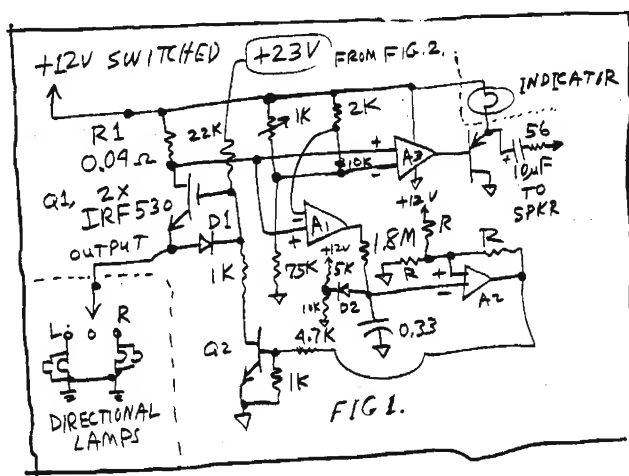 +12V SWITCHED
+23V
FROM FIG. 2.
INDICATOR
R1
0.09Ω
22K
1K
2K
10K
+
-
A3
+12V
56
+
10µF
TO
SPKR
Q1,
2X
IRF530
D1
OUTPUT
-
+
A1
1K
75K
+12V
5K
10K
D2
1.8M
R
R
R
+
-
A2
0.33
L
O
R
DIRECTIONAL
LAMPS
Q2
4.7K
1K
FIG 1.